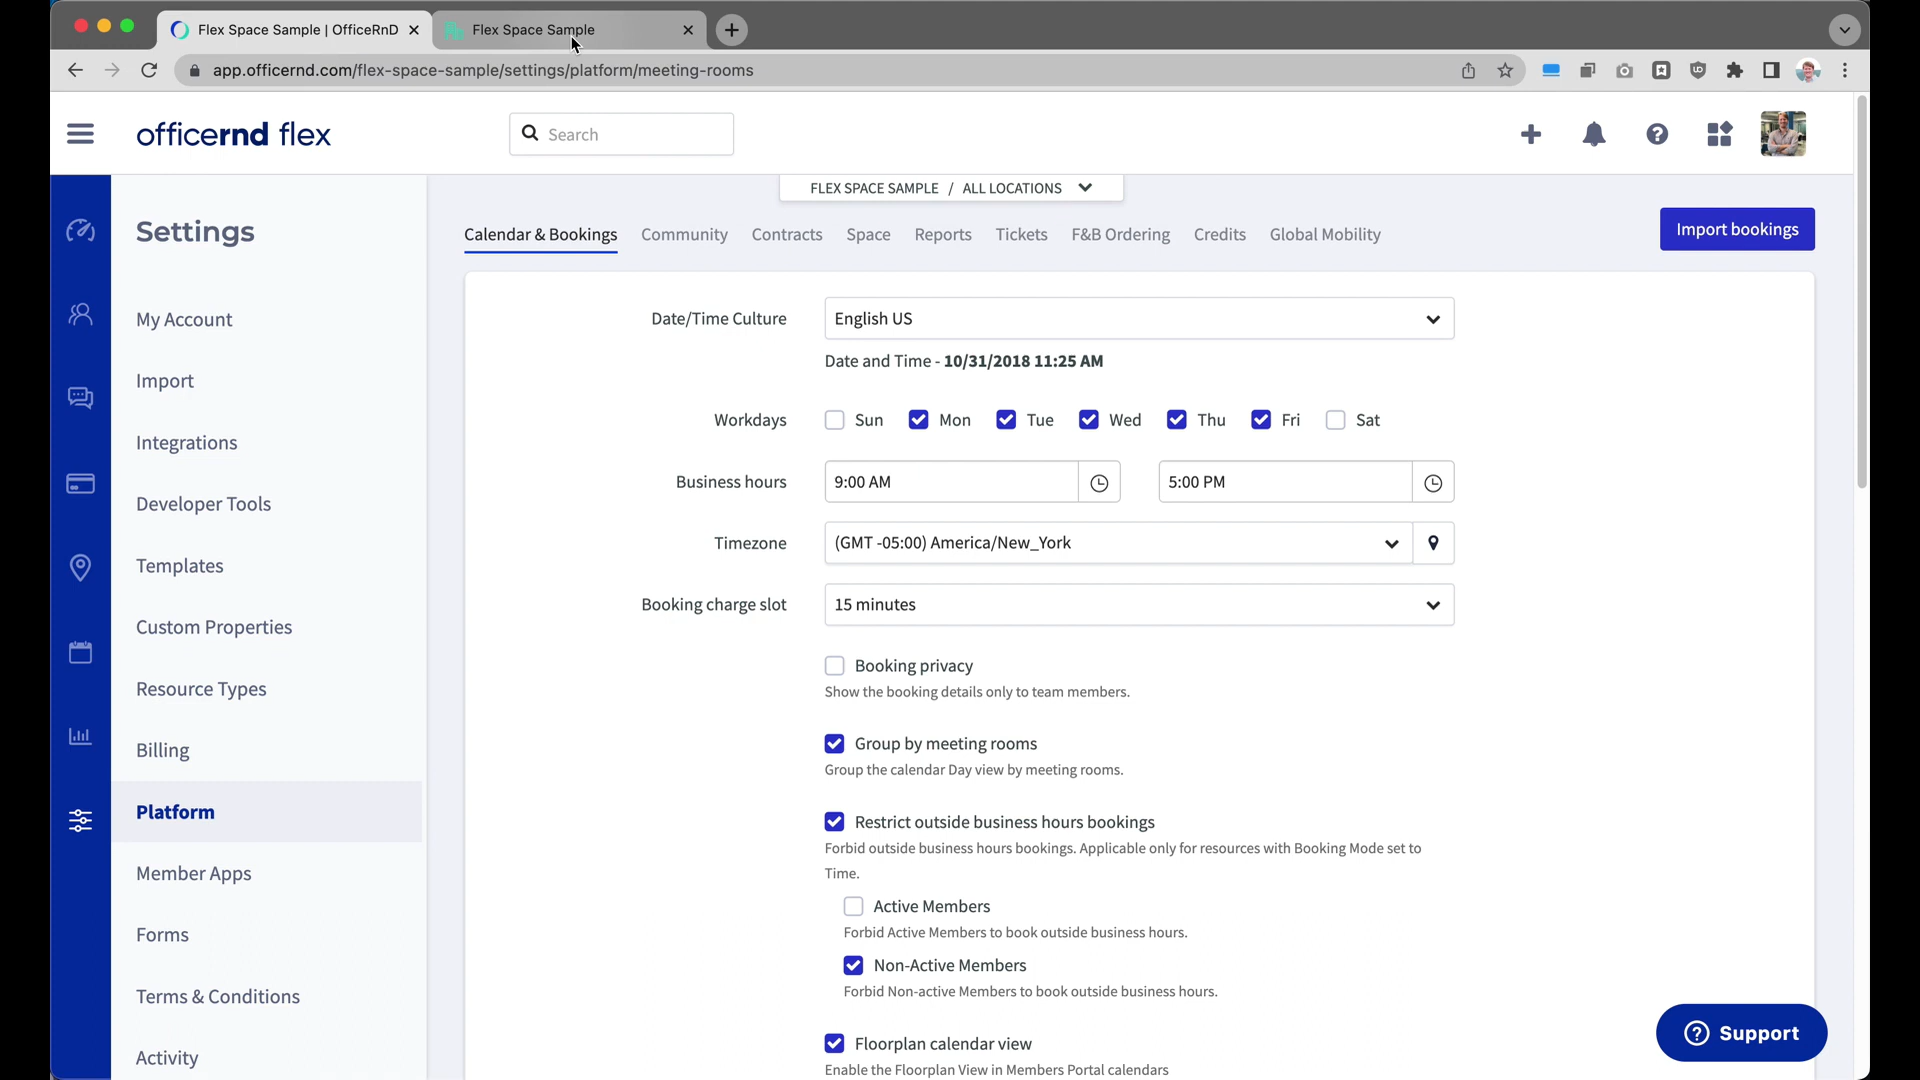 Flex Space Sample | OfficeRnD
Flex Space Sample
app.officernd.com/flex-space-sample/settings/platform/meeting-rooms
officernd flex
Search
FLEX SPACE SAMPLE / ALL LOCATIONS
Settings
Calendar & Bookings Community Contracts Space Reports Tickets F&B Ordering Credits Global Mobility
Import bookings
My Account
Import
Integrations
Developer Tools
Templates
Custom Properties
Resource Types
Billing
Platform
Member Apps
Forms
Terms & Conditions
Activity
Date/Time Culture English US
Date and Time - 10/31/2018 11:25 AM
Workdays Sun Mon Tue Wed Thu Fri Sat
Business hours 9:00 AM 5:00 PM
Timezone (GMT -05:00) America/New_York
Booking charge slot 15 minutes
Booking privacy
Show the booking details only to team members.
Group by meeting rooms
Group the calendar Day view by meeting rooms.
Restrict outside business hours bookings
Forbid outside business hours bookings. Applicable only for resources with Booking Mode set to
Time.
Active Members
Forbid Active Members to book outside business hours.
Non-Active Members
Forbid Non-active Members to book outside business hours.
Floorplan calendar view
Enable the Floorplan View in Members Portal calendars
Support